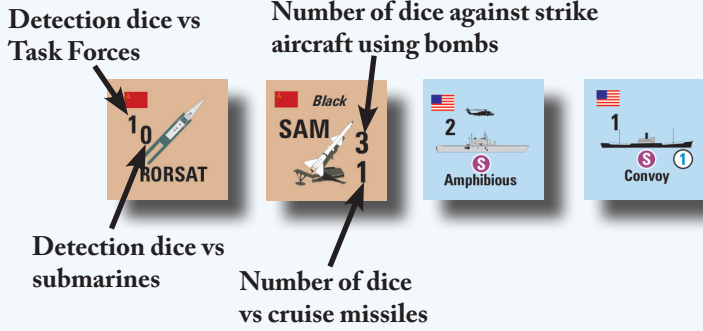 Detection dice vs
Task Forces
Number of dice against strike
aircraft using bombs
1
0
RORSAT
Black
SAM
3
1
2
S
Amphibious
1
S
1
Convoy
Detection dice vs
submarines
Number of dice
vs cruise missiles